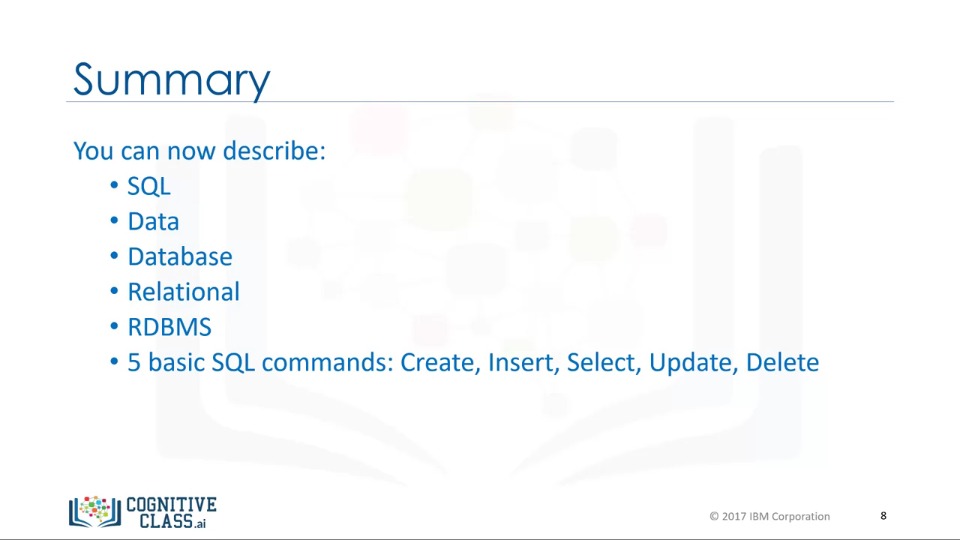 Summary
You can now describe:
• SQL
• Data
• Database
• Relational
• RDBMS
• 5 basic SQL commands: Create, Insert, Select, Update, Delete
COGNITIVE
CLASS.ai
© 2017 IBM Corporation
8